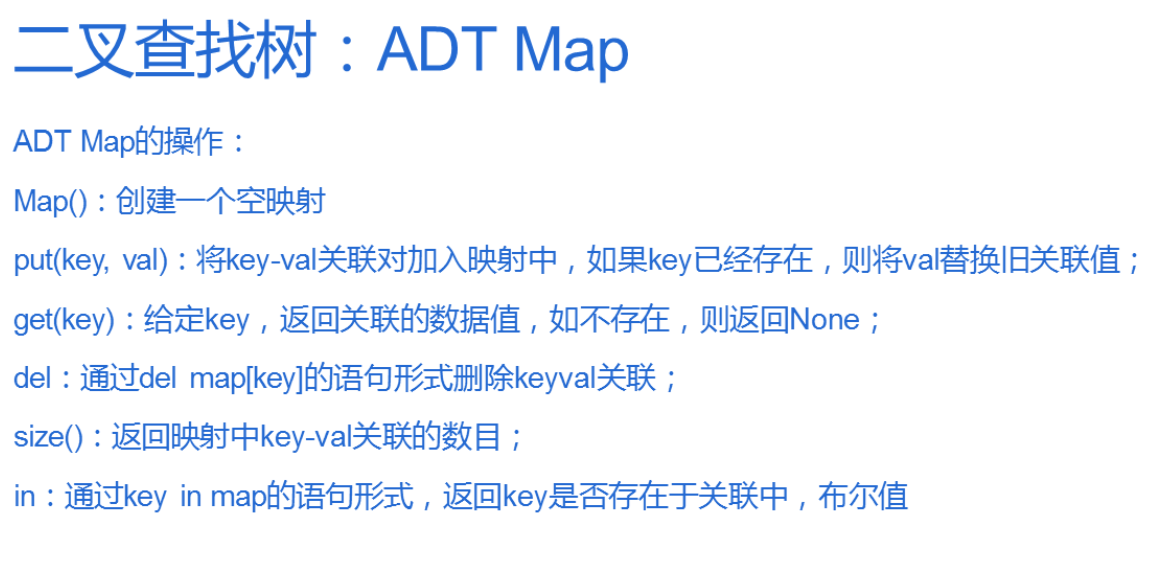 二叉查找树：ADT Map
ADT Map的操作：
Map()：创建一个空映射
put(key, val)：将key-val关联对加入映射中，如果key已经存在，则将val替换旧关联值；
get(key)：给定key，返回关联的数据值，如不存在，则返回None；
del：通过del map[key]的语句形式删除keyval关联；
size()：返回映射中key-val关联的数目；
in：通过key in map的语句形式，返回key是否存在于关联中，布尔值